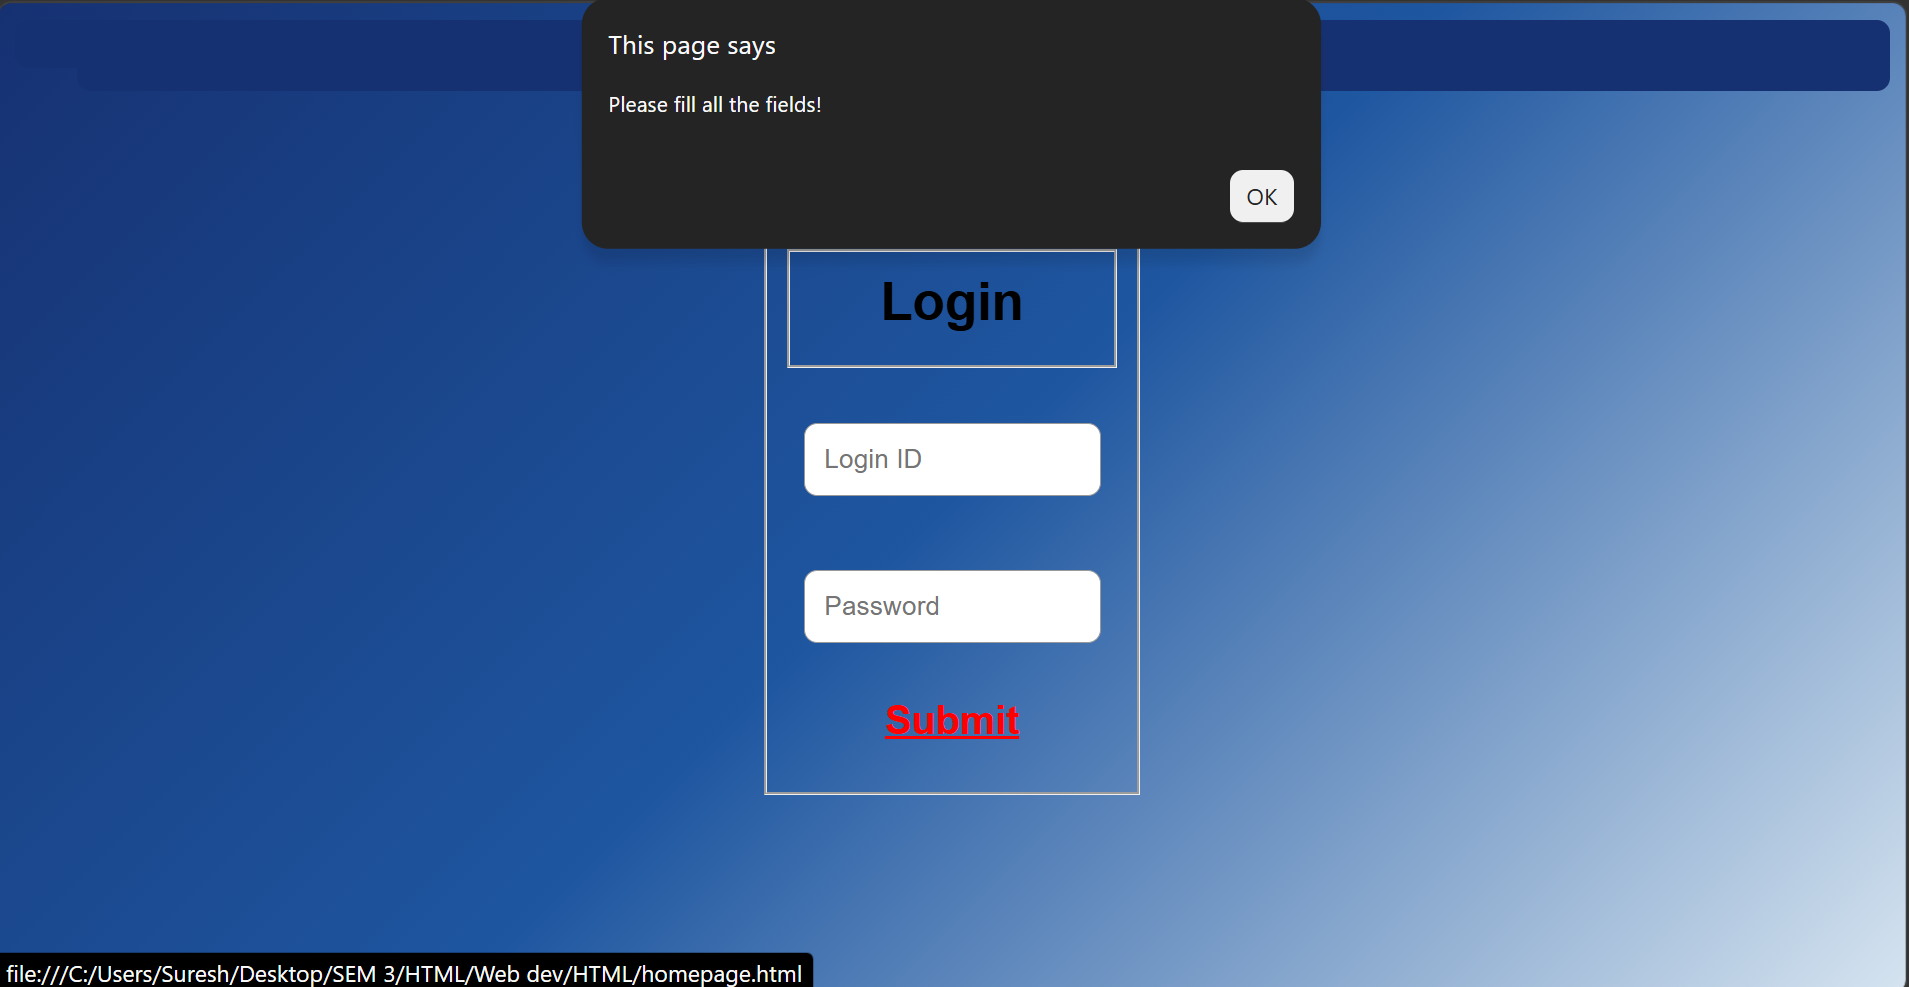 This page says
Please fill all the fields!
OK
Login
Login ID
Password
Submit
file:///C:/Users/Suresh/Desktop/SEM 3/HTML/Web dev/HTML/homepage.html